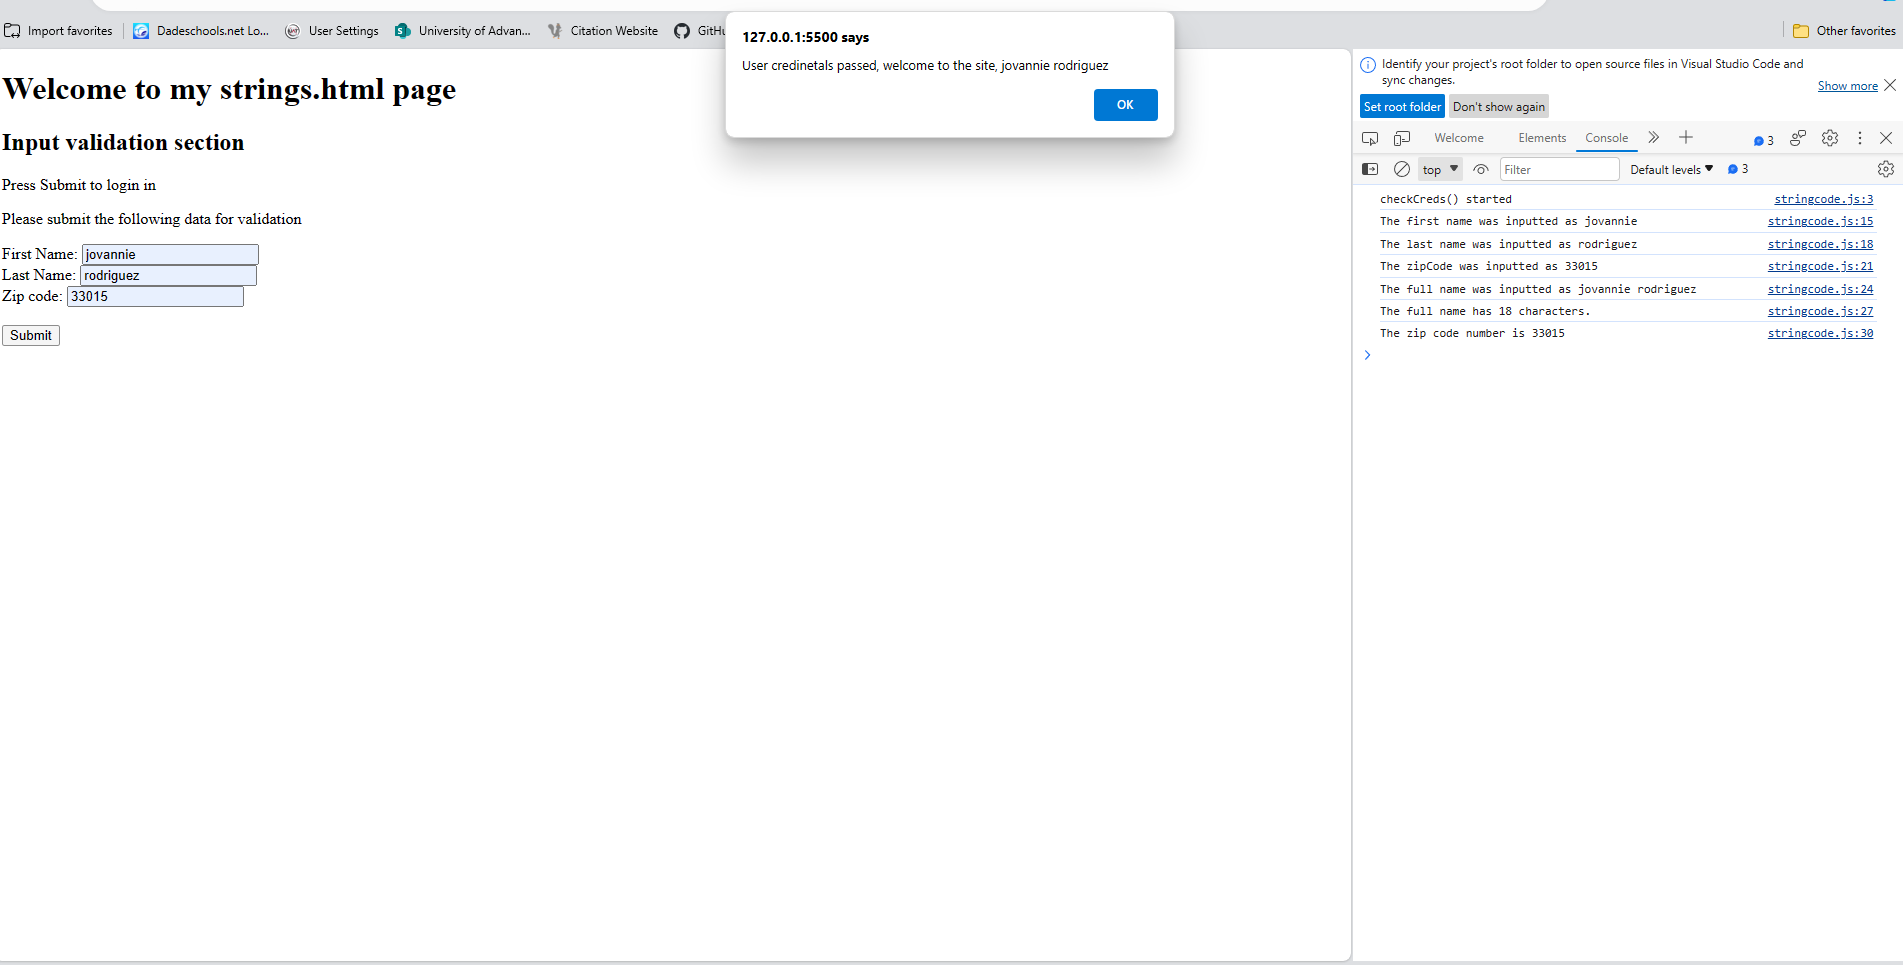 Import favorites
Dadeschools.net Lo...
User Settings
University of Advan...
Citation Website
Other favorites
127.0.0.1:5500 says
User credinetals passed, welcome to the site, jovannie rodriguez
OK
Welcome to my strings.html page
Input validation section
Press Submit to login in
Please submit the following data for validation
First Name: jovannie
Last Name: rodriguez
Zip code: 33015
Submit
Identify your project's root folder to open source files in Visual Studio Code and
sync changes.
Show more
Set root folder Don't show again
Welcome Elements Console 3
top Filter Default levels 3
checkCreds() started stringcode.js:3
The first name was inputted as jovannie stringcode.js:15
The last name was inputted as rodriguez stringcode.js:18
The zipCode was inputted as 33015 stringcode.js:21
The full name was inputted as jovannie rodriguez stringcode.js:24
The full name has 18 characters. stringcode.js:27
The zip code number is 33015 stringcode.js:30